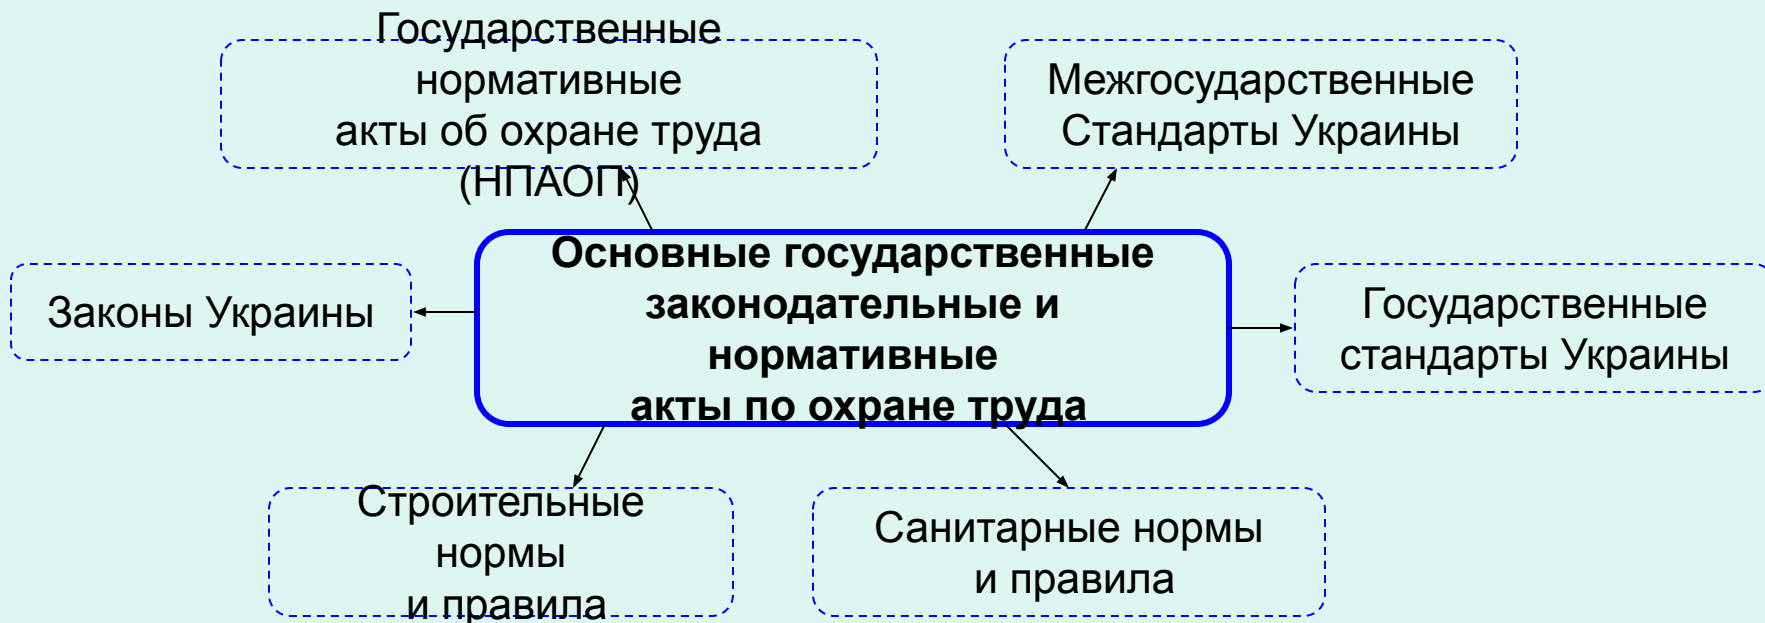 Государственные
нормативные
акты об охране труда
(НПАОП)
Межгосударственные
Стандарты Украины
Основные государственные
законодательные и
нормативные
акты по охране труда
Законы Украины
Государственные
стандарты Украины
Строительные
нормы
и правила
Санитарные нормы
и правила